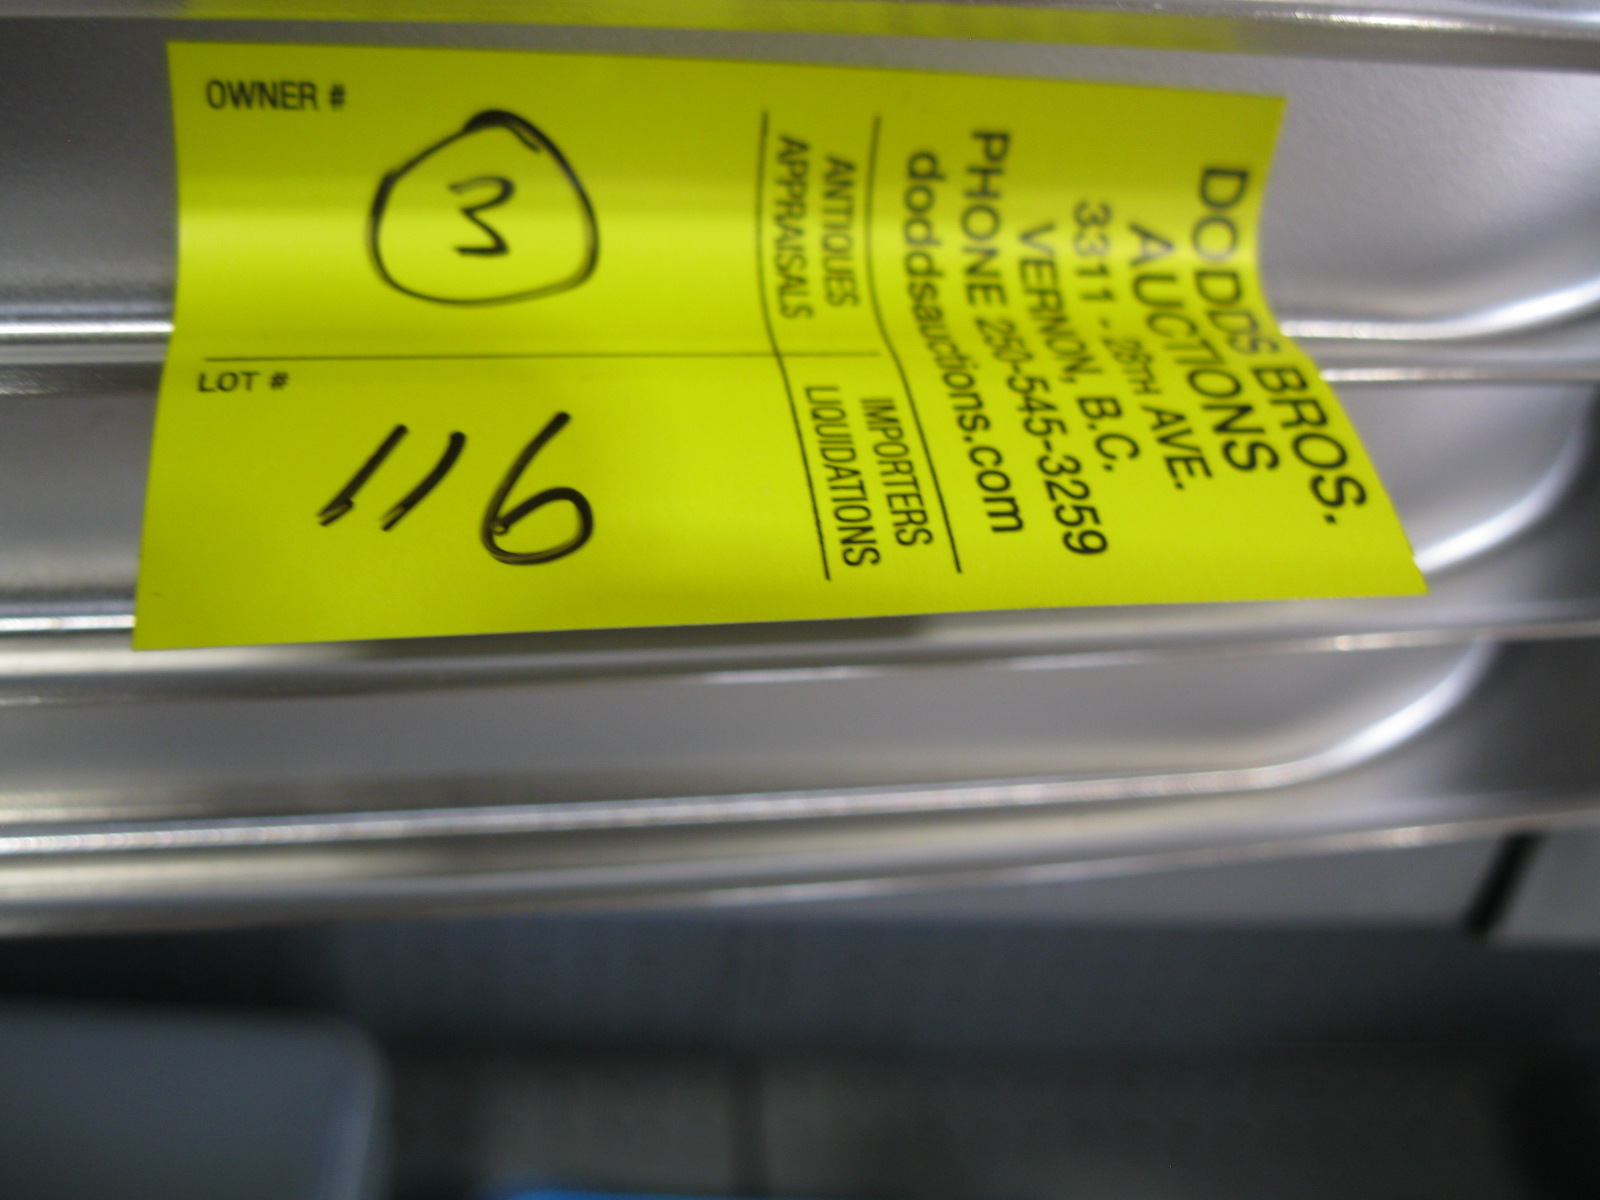 DODDS BROS.
AUCTIONS
3311 - 28TH AVE.
VERNON, B.C.
PHONE 250-545-3259
doddsauctions.com
ANTIQUES IMPORTERS
APPRAISALS LIQUIDATIONS
OWNER #
3
LOT #
116